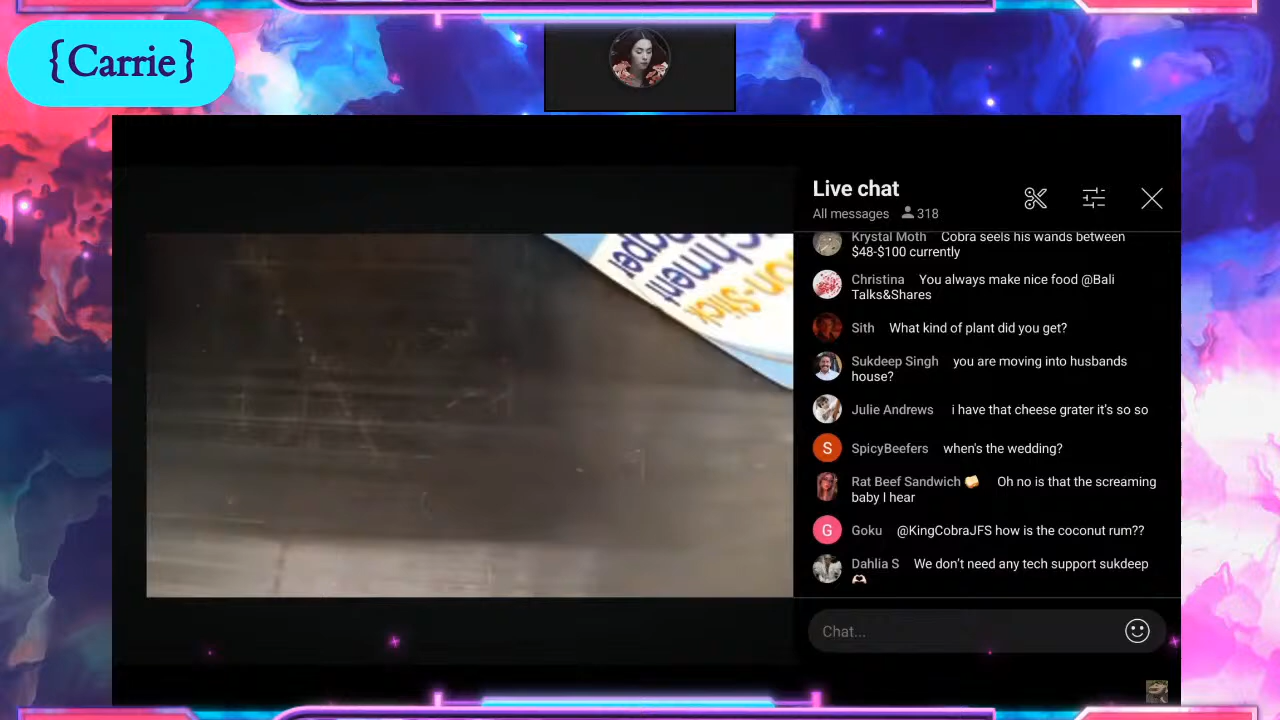 {Carrie}
Live chat
All messages 318
Krystal Moth Cobra seels his wands between
$48-$100 currently
Christina You always make nice food @Bali
Talks&Shares
Sith What kind of plant did you get?
Sukdeep Singh you are moving into husbands
house?
Julie Andrews i have that cheese grater it's so so
S SpicyBeefers when's the wedding?
Rat Beef Sandwich Oh no is that the screaming
baby I hear
G Goku @KingCobraJFS how is the coconut rum??
Dahlia S We don't need any tech support sukdeep
Chat...
on-stick
chment
paper